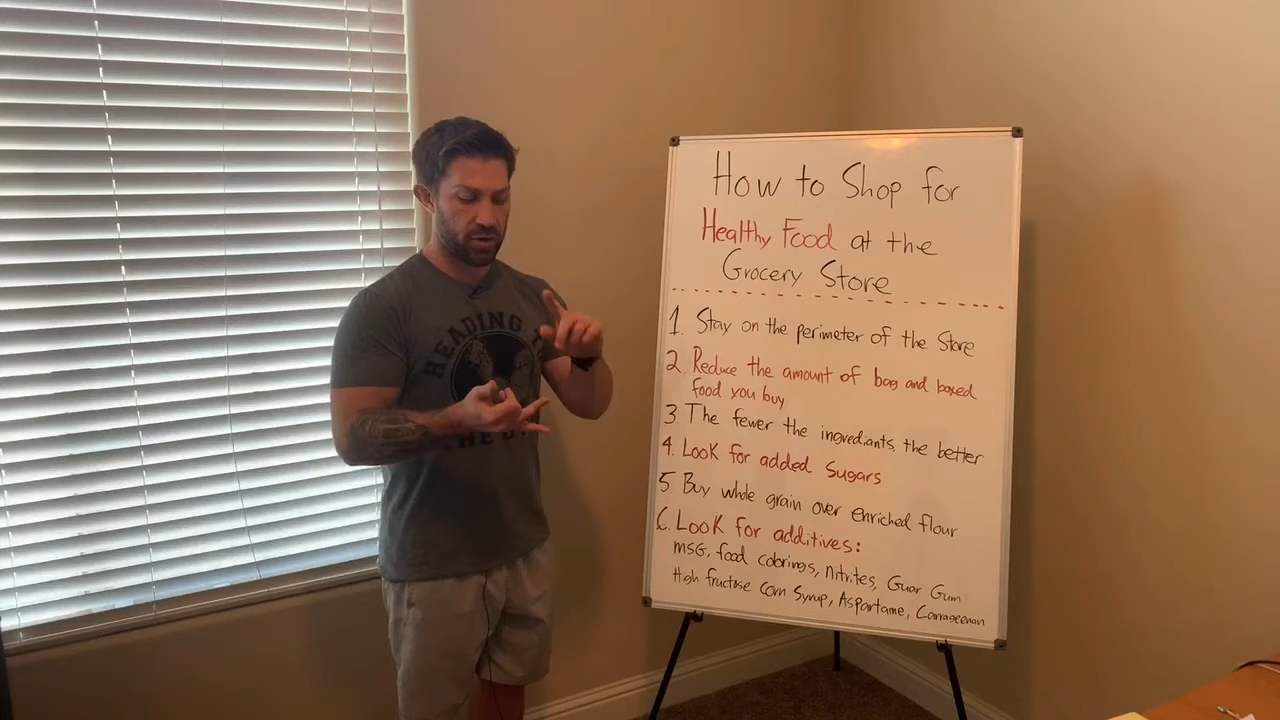 How to Shop for
Healthy Food at the
Grocery Store
1. Stay on the perimeter of the Store
2. Reduce the amount of bag and boxed
food you buy
3. The fewer the ingrediants, the better
4. Look for added Sugars
5. Buy whole grain over enriched flour
6. Look for additives:
MSG, food colorings, Nitrites, Guar Gum
High fructose Corn Syrup, Aspartame, Carrageenan
HEADING
THE